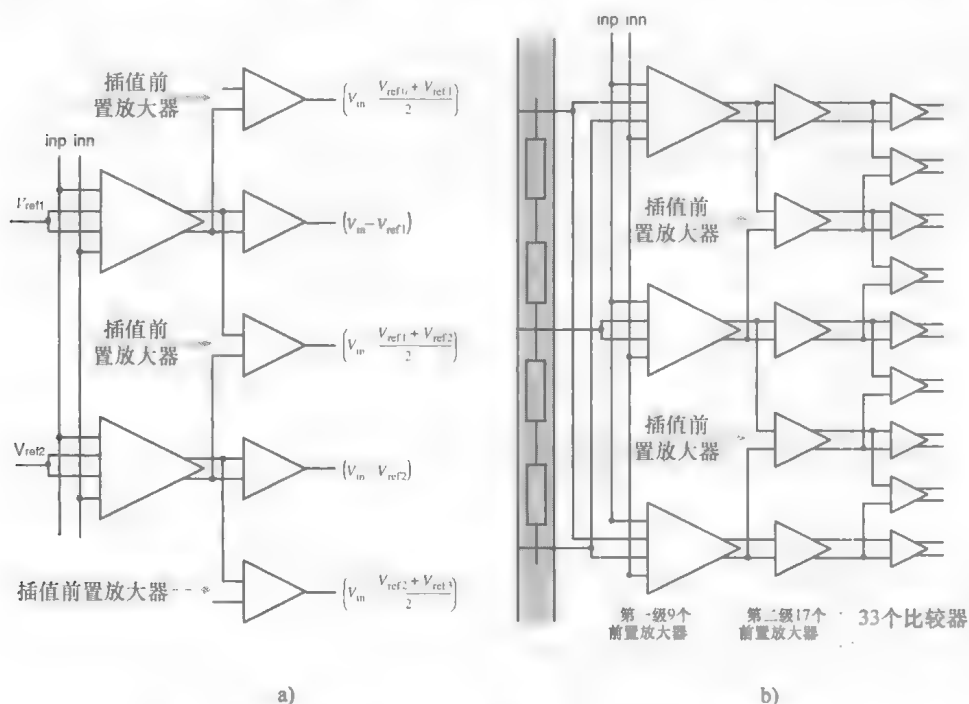 插值前
置放大器
(V_in - (V_ref0 + V_ref1)/2)
inp inn
V_ref1
(V_in - V_ref1)
插值前
置放大器
(V_in (V_ref1 + V_ref2)/2)
V_ref2
(V_in V_ref2)
插值前置放大器
(V_in (V_ref2 + V_ref3)/2)
a)
inp inn
插值前
置放大器
插值前
置放大器
第一级9个
前置放大器
第二级17个
前置放大器
33个比较器
b)